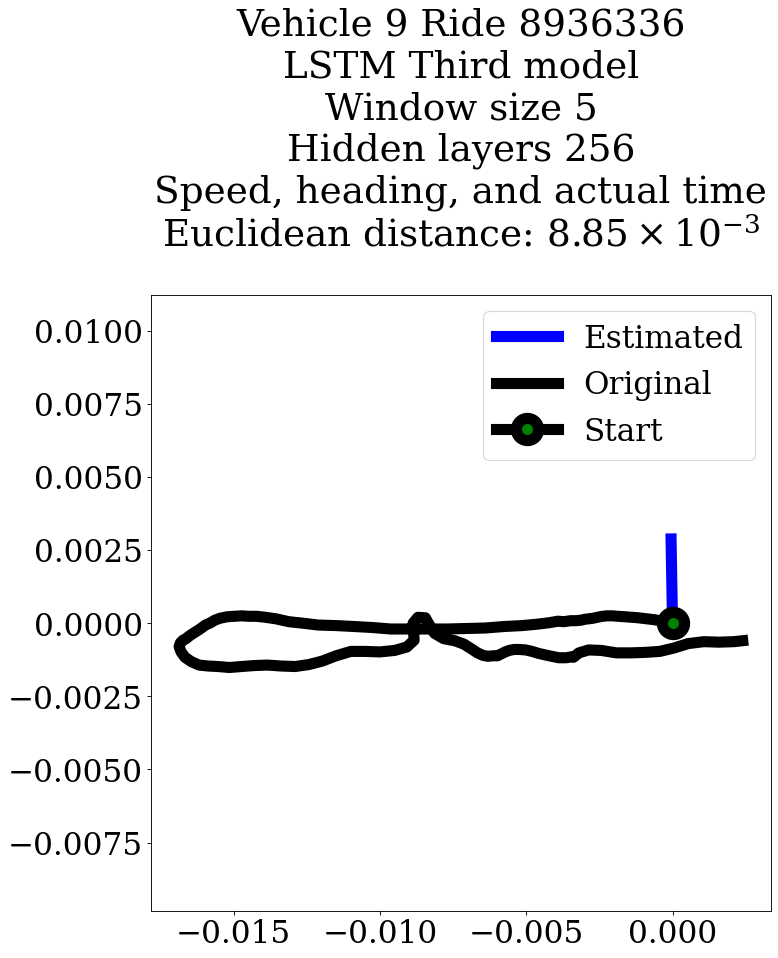 Vehicle 9 Ride 8936336
LSTM Third model
Window size 5
Hidden layers 256
Speed, heading, and actual time
Euclidean distance: 8.85 × 10⁻³
Estimated
Original
Start
0.0100
0.0075
0.0050
0.0025
0.0000
−0.0025
−0.0050
−0.0075
−0.015
−0.010
−0.005
0.000